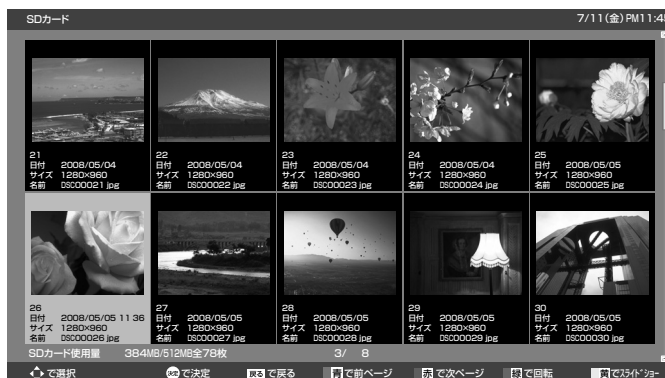 SDカード 7/11(金)PM11:45
21
日付 2008/05/04
サイズ 1280×960
名前 DSC00021 jpg
22
日付 2008/05/04
サイズ 1280×960
名前 DSC00022 jpg
23
日付 2008/05/04
サイズ 1280×960
名前 DSC00023 jpg
24
日付 2008/05/04
サイズ 1280×960
名前 DSC00024 jpg
25
日付 2008/05/05
サイズ 1280×960
名前 DSC00025 jpg
26
日付 2008/05/05 11 36
サイズ 1280×960
名前 DSC00026 jpg
27
日付 2008/05/05
サイズ 1280×960
名前 DSC00027 jpg
28
日付 2008/05/05
サイズ 1280×960
名前 DSC00028 jpg
29
日付 2008/05/05
サイズ 1280×960
名前 DSC00029 jpg
30
日付 2008/05/05
サイズ 1280×960
名前 DSC00030 jpg
SDカード使用量 384MB/512MB全78枚 3/ 8
で選択 決定 で決定 戻る で戻る 青 で前ページ 赤 で次ページ 緑 で回転 黄 でスライドショー